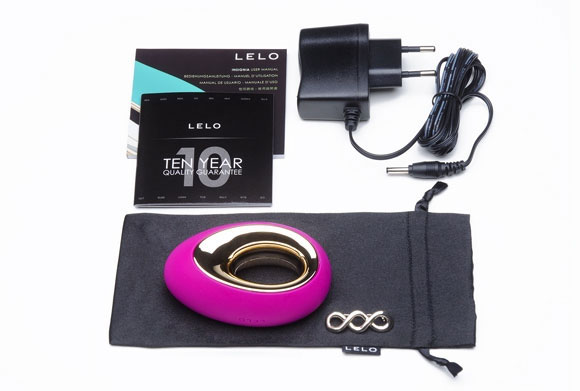 LELO
INSIGNIA USER MANUAL
BEDIENUNGSANLEITUNG · MANUEL D'UTILISATION
MANUAL DE USUARIO · MANUALE D'USO
LELO
10
TEN YEAR
QUALITY GUARANTEE
LELO
LELO